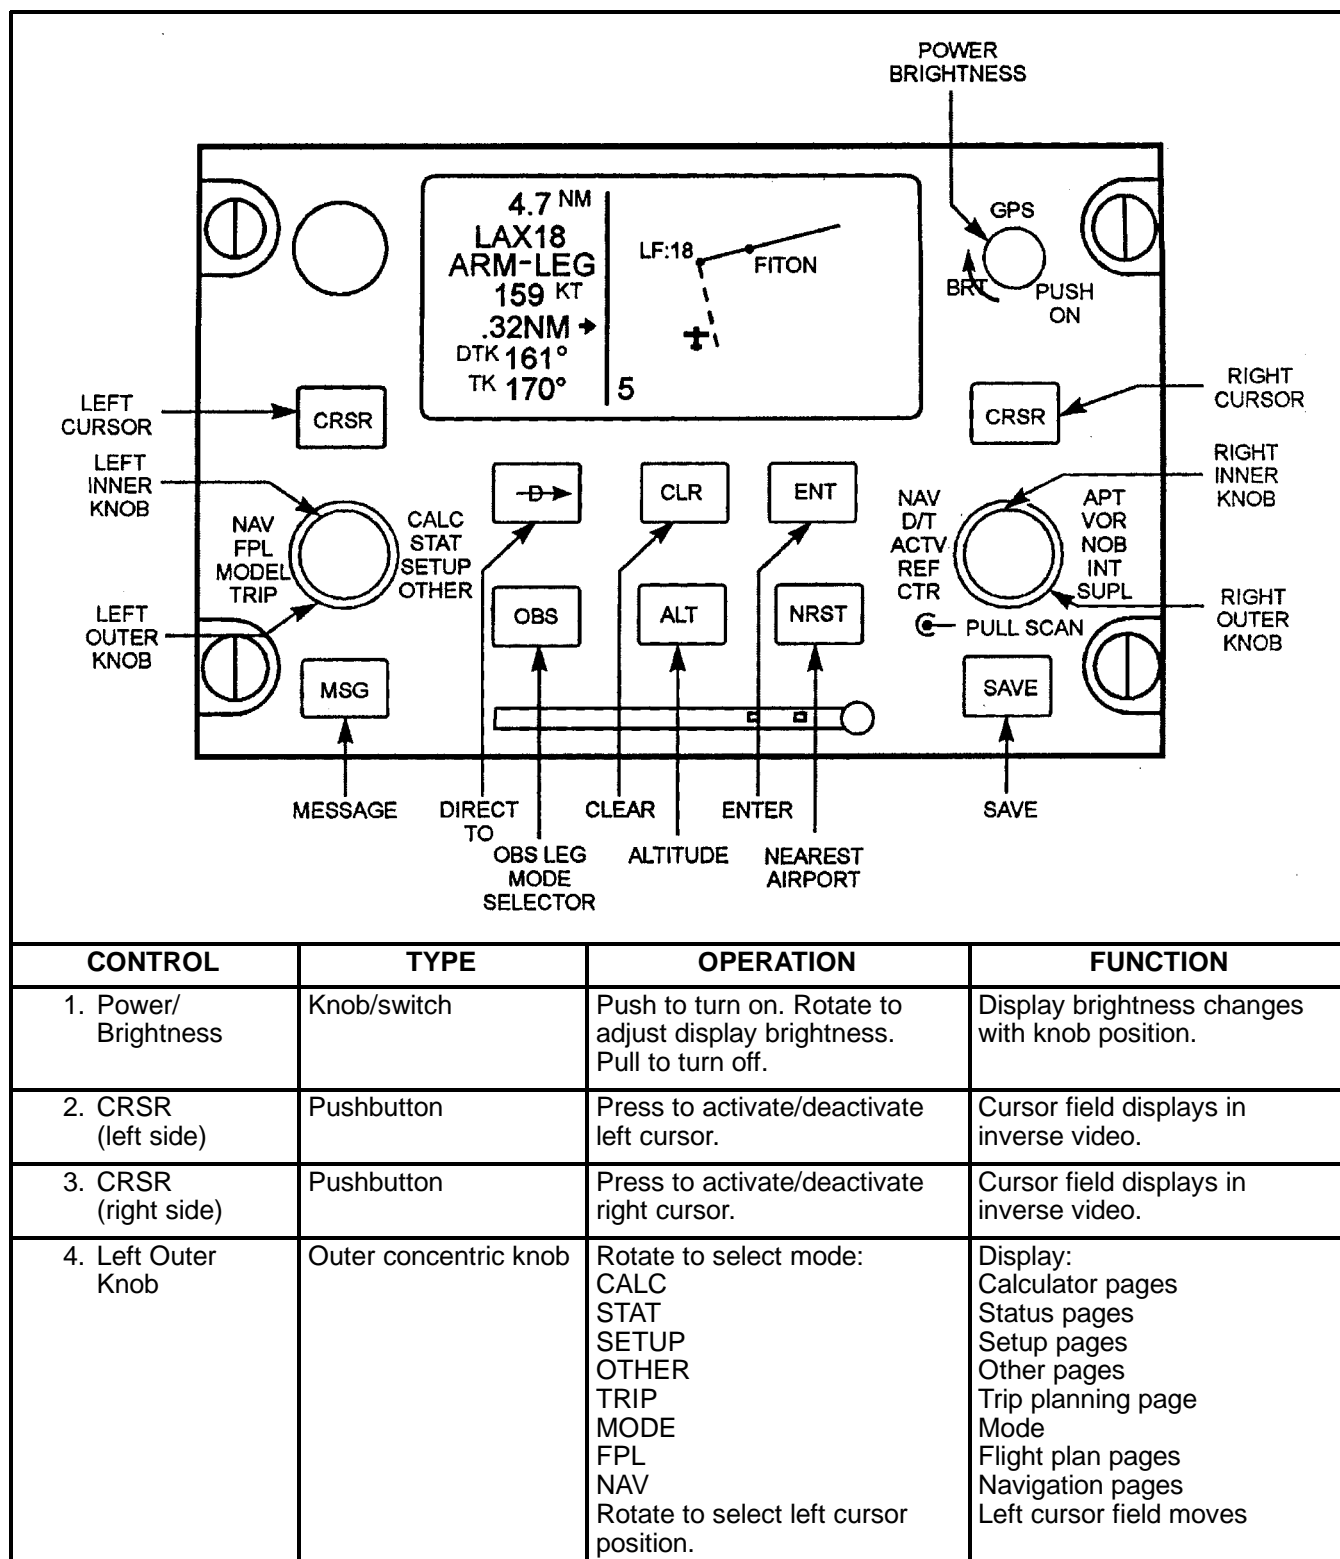 POWER
BRIGHTNESS
GPS
BRT
PUSH
ON
4.7 NM
LAX18
ARM-LEG
159 KT
.32NM →
DTK 161°
TK 170°
LF:18
FITON
5
LEFT
CURSOR
CRSR
CRSR
RIGHT
CURSOR
LEFT
INNER
KNOB
RIGHT
INNER
KNOB
D
CLR
ENT
NAV
FPL
MODEL
TRIP
CALC
STAT
SETUP
OTHER
NAV
D/T
ACTV
REF
CTR
APT
VOR
NOB
INT
SUPL
PULL SCAN
LEFT
OUTER
KNOB
OBS
ALT
NRST
RIGHT
OUTER
KNOB
MSG
SAVE
MESSAGE
DIRECT
TO
CLEAR
ENTER
SAVE
OBS LEG
MODE
SELECTOR
ALTITUDE
NEAREST
AIRPORT
CONTROL TYPE OPERATION FUNCTION
1. Power/
Brightness
Knob/switch
Push to turn on. Rotate to
adjust display brightness.
Pull to turn off.
Display brightness changes
with knob position.
2. CRSR
(left side)
Pushbutton
Press to activate/deactivate
left cursor.
Cursor field displays in
inverse video.
3. CRSR
(right side)
Pushbutton
Press to activate/deactivate
right cursor.
Cursor field displays in
inverse video.
4. Left Outer
Knob
Outer concentric knob
Rotate to select mode:
CALC
STAT
SETUP
OTHER
TRIP
MODE
FPL
NAV
Rotate to select left cursor
position.
Display:
Calculator pages
Status pages
Setup pages
Other pages
Trip planning page
Mode
Flight plan pages
Navigation pages
Left cursor field moves